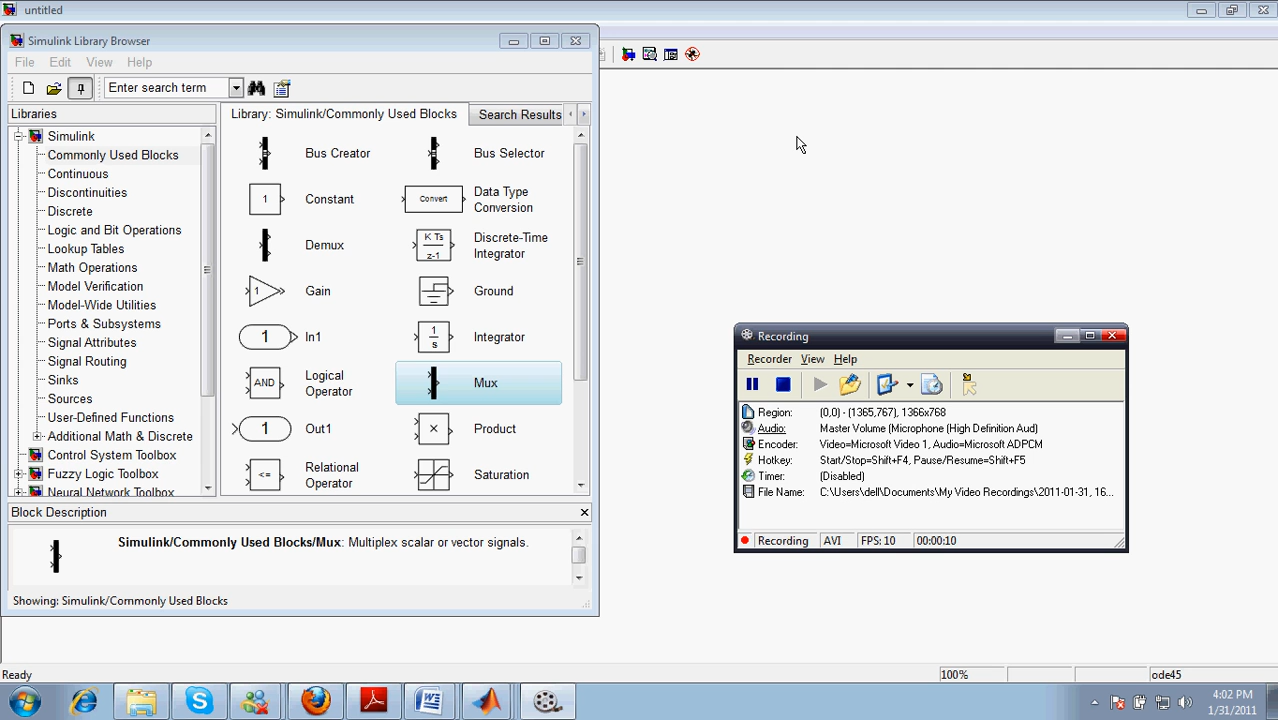 untitled
Simulink Library Browser
File Edit View Help
Enter search term
Libraries
Library: Simulink/Commonly Used Blocks
Search Results
Simulink
Commonly Used Blocks
Continuous
Discontinuities
Discrete
Logic and Bit Operations
Lookup Tables
Math Operations
Model Verification
Model-Wide Utilities
Ports & Subsystems
Signal Attributes
Signal Routing
Sinks
Sources
User-Defined Functions
Additional Math & Discrete
Control System Toolbox
Fuzzy Logic Toolbox
Neural Network Toolbox
Bus Creator
Bus Selector
1
Constant
Convert
Data Type
Conversion
Demux
K Ts
z-1
Discrete-Time
Integrator
1
Gain
Ground
1
In1
1
s
Integrator
AND
Logical
Operator
Mux
1
Out1
×
Product
<=
Relational
Operator
Saturation
Block Description
Simulink/Commonly Used Blocks/Mux: Multiplex scalar or vector signals.
Showing: Simulink/Commonly Used Blocks
Recording
Recorder View Help
Region: (0,0) - (1365,767), 1366x768
Audio: Master Volume (Microphone (High Definition Aud)
Encoder: Video=Microsoft Video 1, Audio=Microsoft ADPCM
Hotkey: Start/Stop=Shift+F4, Pause/Resume=Shift+F5
Timer: (Disabled)
File Name: C:\Users\dell\Documents\My Video Recordings\2011-01-31, 16...
Recording AVI FPS: 10 00:00:10
Ready
100%
ode45
4:02 PM
1/31/2011